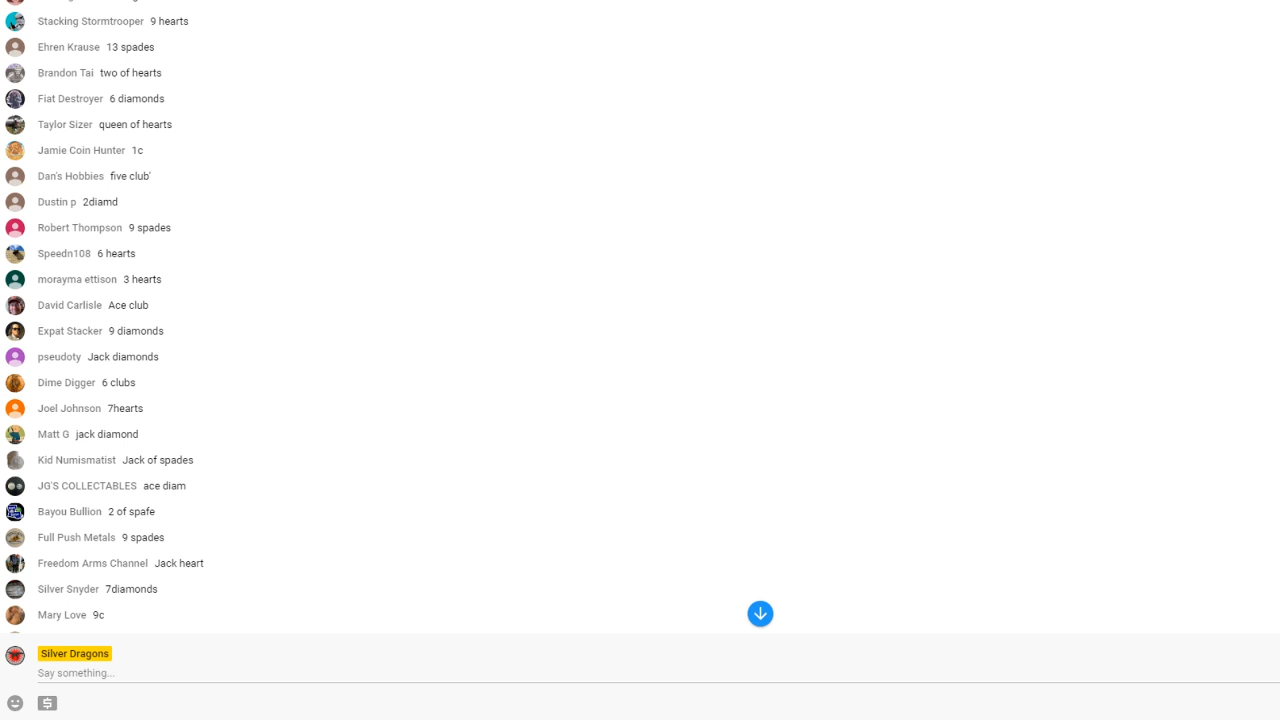 Stacking Stormtrooper 9 hearts
Ehren Krause 13 spades
Brandon Tai two of hearts
Fiat Destroyer 6 diamonds
Taylor Sizer queen of hearts
Jamie Coin Hunter 1c
Dan's Hobbies five club'
Dustin p 2diamd
Robert Thompson 9 spades
Speedn108 6 hearts
morayma ettison 3 hearts
David Carlisle Ace club
Expat Stacker 9 diamonds
pseudoty Jack diamonds
Dime Digger 6 clubs
Joel Johnson 7hearts
Matt G jack diamond
Kid Numismatist Jack of spades
JG'S COLLECTABLES ace diam
Bayou Bullion 2 of spafe
Full Push Metals 9 spades
Freedom Arms Channel Jack heart
Silver Snyder 7diamonds
Mary Love 9c
Silver Dragons
Say something...